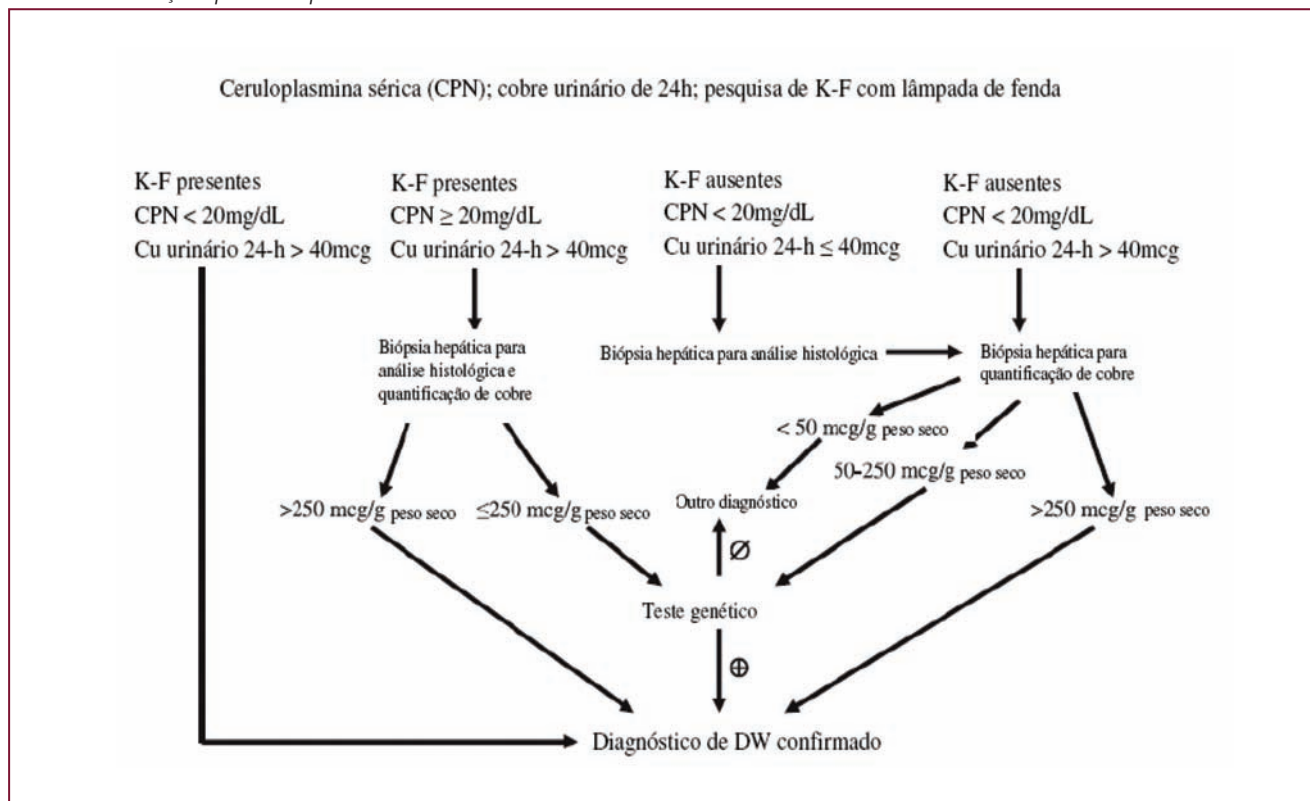 Ceruloplasmina sérica (CPN); cobre urinário de 24h; pesquisa de K-F com lâmpada de fenda
K-F presentes
CPN < 20mg/dL
Cu urinário 24-h > 40mcg
K-F presentes
CPN ≥ 20mg/dL
Cu urinário 24-h > 40mcg
K-F ausentes
CPN < 20mg/dL
Cu urinário 24-h ≤ 40mcg
K-F ausentes
CPN < 20mg/dL
Cu urinário 24-h > 40mcg
Biópsia hepática para
análise histológica e
quantificação de cobre
Biópsia hepática para análise histológica
Biópsia hepática para
quantificação de cobre
< 50 mcg/g peso seco
50-250 mcg/g peso seco
>250 mcg/g peso seco
≤250 mcg/g peso seco
Outro diagnóstico
>250 mcg/g peso seco
Ø
Teste genético
⊕
Diagnóstico de DW confirmado